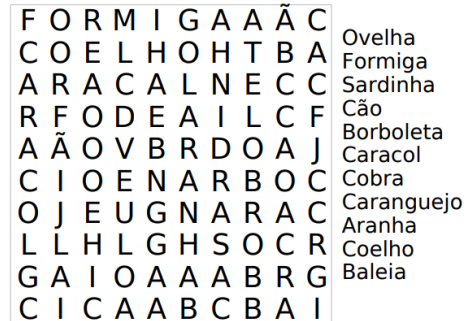 F O R M I G A A Ã C
C O E L H O H T B A
A R A C A L N E C C
R F O D E A I L C F
A Ã O V B R D O A J
C I O E N A R B O C
O J E U G N A R A C
L L H L G H S O C R
G A I O A A A B R G
C I C A A B C B A I
Ovelha
Formiga
Sardinha
Cão
Borboleta
Caracol
Cobra
Caranguejo
Aranha
Coelho
Baleia